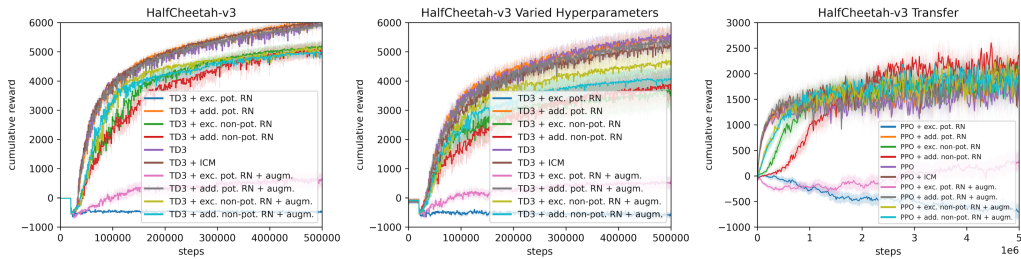 HalfCheetah-v3
cumulative reward
6000
5000
4000
3000
2000
1000
0
−1000
0
100000
200000
300000
400000
500000
steps
TD3 + exc. pot. RN
TD3 + add. pot. RN
TD3 + exc. non-pot. RN
TD3 + add. non-pot. RN
TD3
TD3 + ICM
TD3 + exc. pot. RN + augm.
TD3 + add. pot. RN + augm.
TD3 + exc. non-pot. RN + augm.
TD3 + add. non-pot. RN + augm.
HalfCheetah-v3 Varied Hyperparameters
cumulative reward
6000
5000
4000
3000
2000
1000
0
−1000
0
100000
200000
300000
400000
500000
steps
TD3 + exc. pot. RN
TD3 + add. pot. RN
TD3 + exc. non-pot. RN
TD3 + add. non-pot. RN
TD3
TD3 + ICM
TD3 + exc. pot. RN + augm.
TD3 + add. pot. RN + augm.
TD3 + exc. non-pot. RN + augm.
TD3 + add. non-pot. RN + augm.
HalfCheetah-v3 Transfer
cumulative reward
3000
2500
2000
1500
1000
500
0
−500
−1000
0
1
2
3
4
5
1e6
steps
PPO + exc. pot. RN
PPO + add. pot. RN
PPO + exc. non-pot. RN
PPO + add. non-pot. RN
PPO
PPO + ICM
PPO + exc. pot. RN + augm.
PPO + add. pot. RN + augm.
PPO + exc. non-pot. RN + augm.
PPO + add. non-pot. RN + augm.